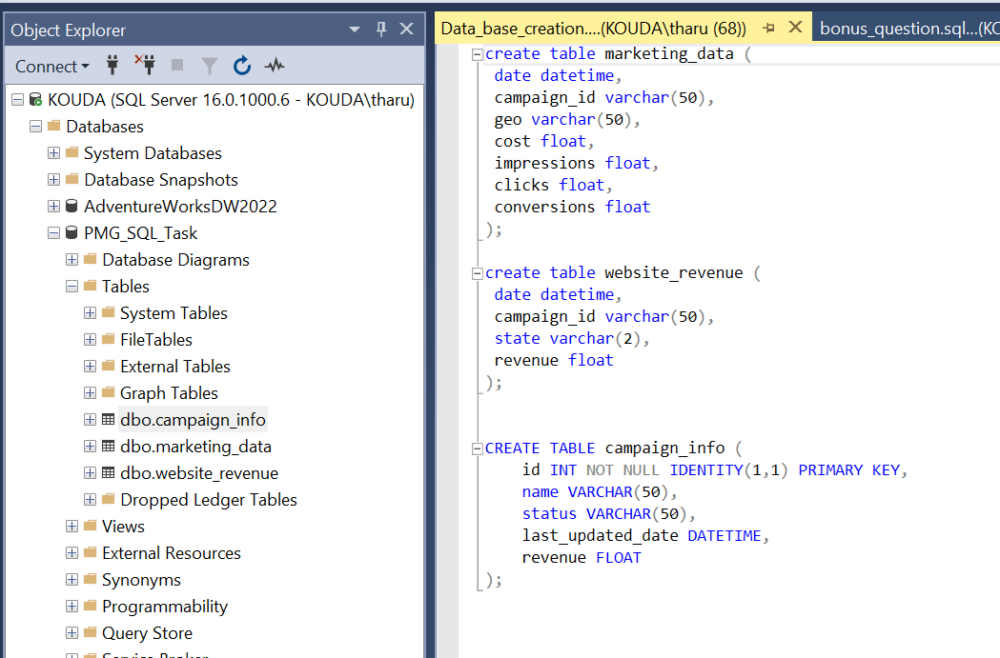 Object Explorer
Connect
KOUDA (SQL Server 16.0.1000.6 - KOUDA\tharu)
Databases
System Databases
Database Snapshots
AdventureWorksDW2022
PMG_SQL_Task
Database Diagrams
Tables
System Tables
FileTables
External Tables
Graph Tables
dbo.campaign_info
dbo.marketing_data
dbo.website_revenue
Dropped Ledger Tables
Views
External Resources
Synonyms
Programmability
Query Store
Service Broker
Data_base_creation....(KOUDA\tharu (68))
bonus_question.sql...(KO
create table marketing_data (
date datetime,
campaign_id varchar(50),
geo varchar(50),
cost float,
impressions float,
clicks float,
conversions float
);
create table website_revenue (
date datetime,
campaign_id varchar(50),
state varchar(2),
revenue float
);
CREATE TABLE campaign_info (
id INT NOT NULL IDENTITY(1,1) PRIMARY KEY,
name VARCHAR(50),
status VARCHAR(50),
last_updated_date DATETIME,
revenue FLOAT
);